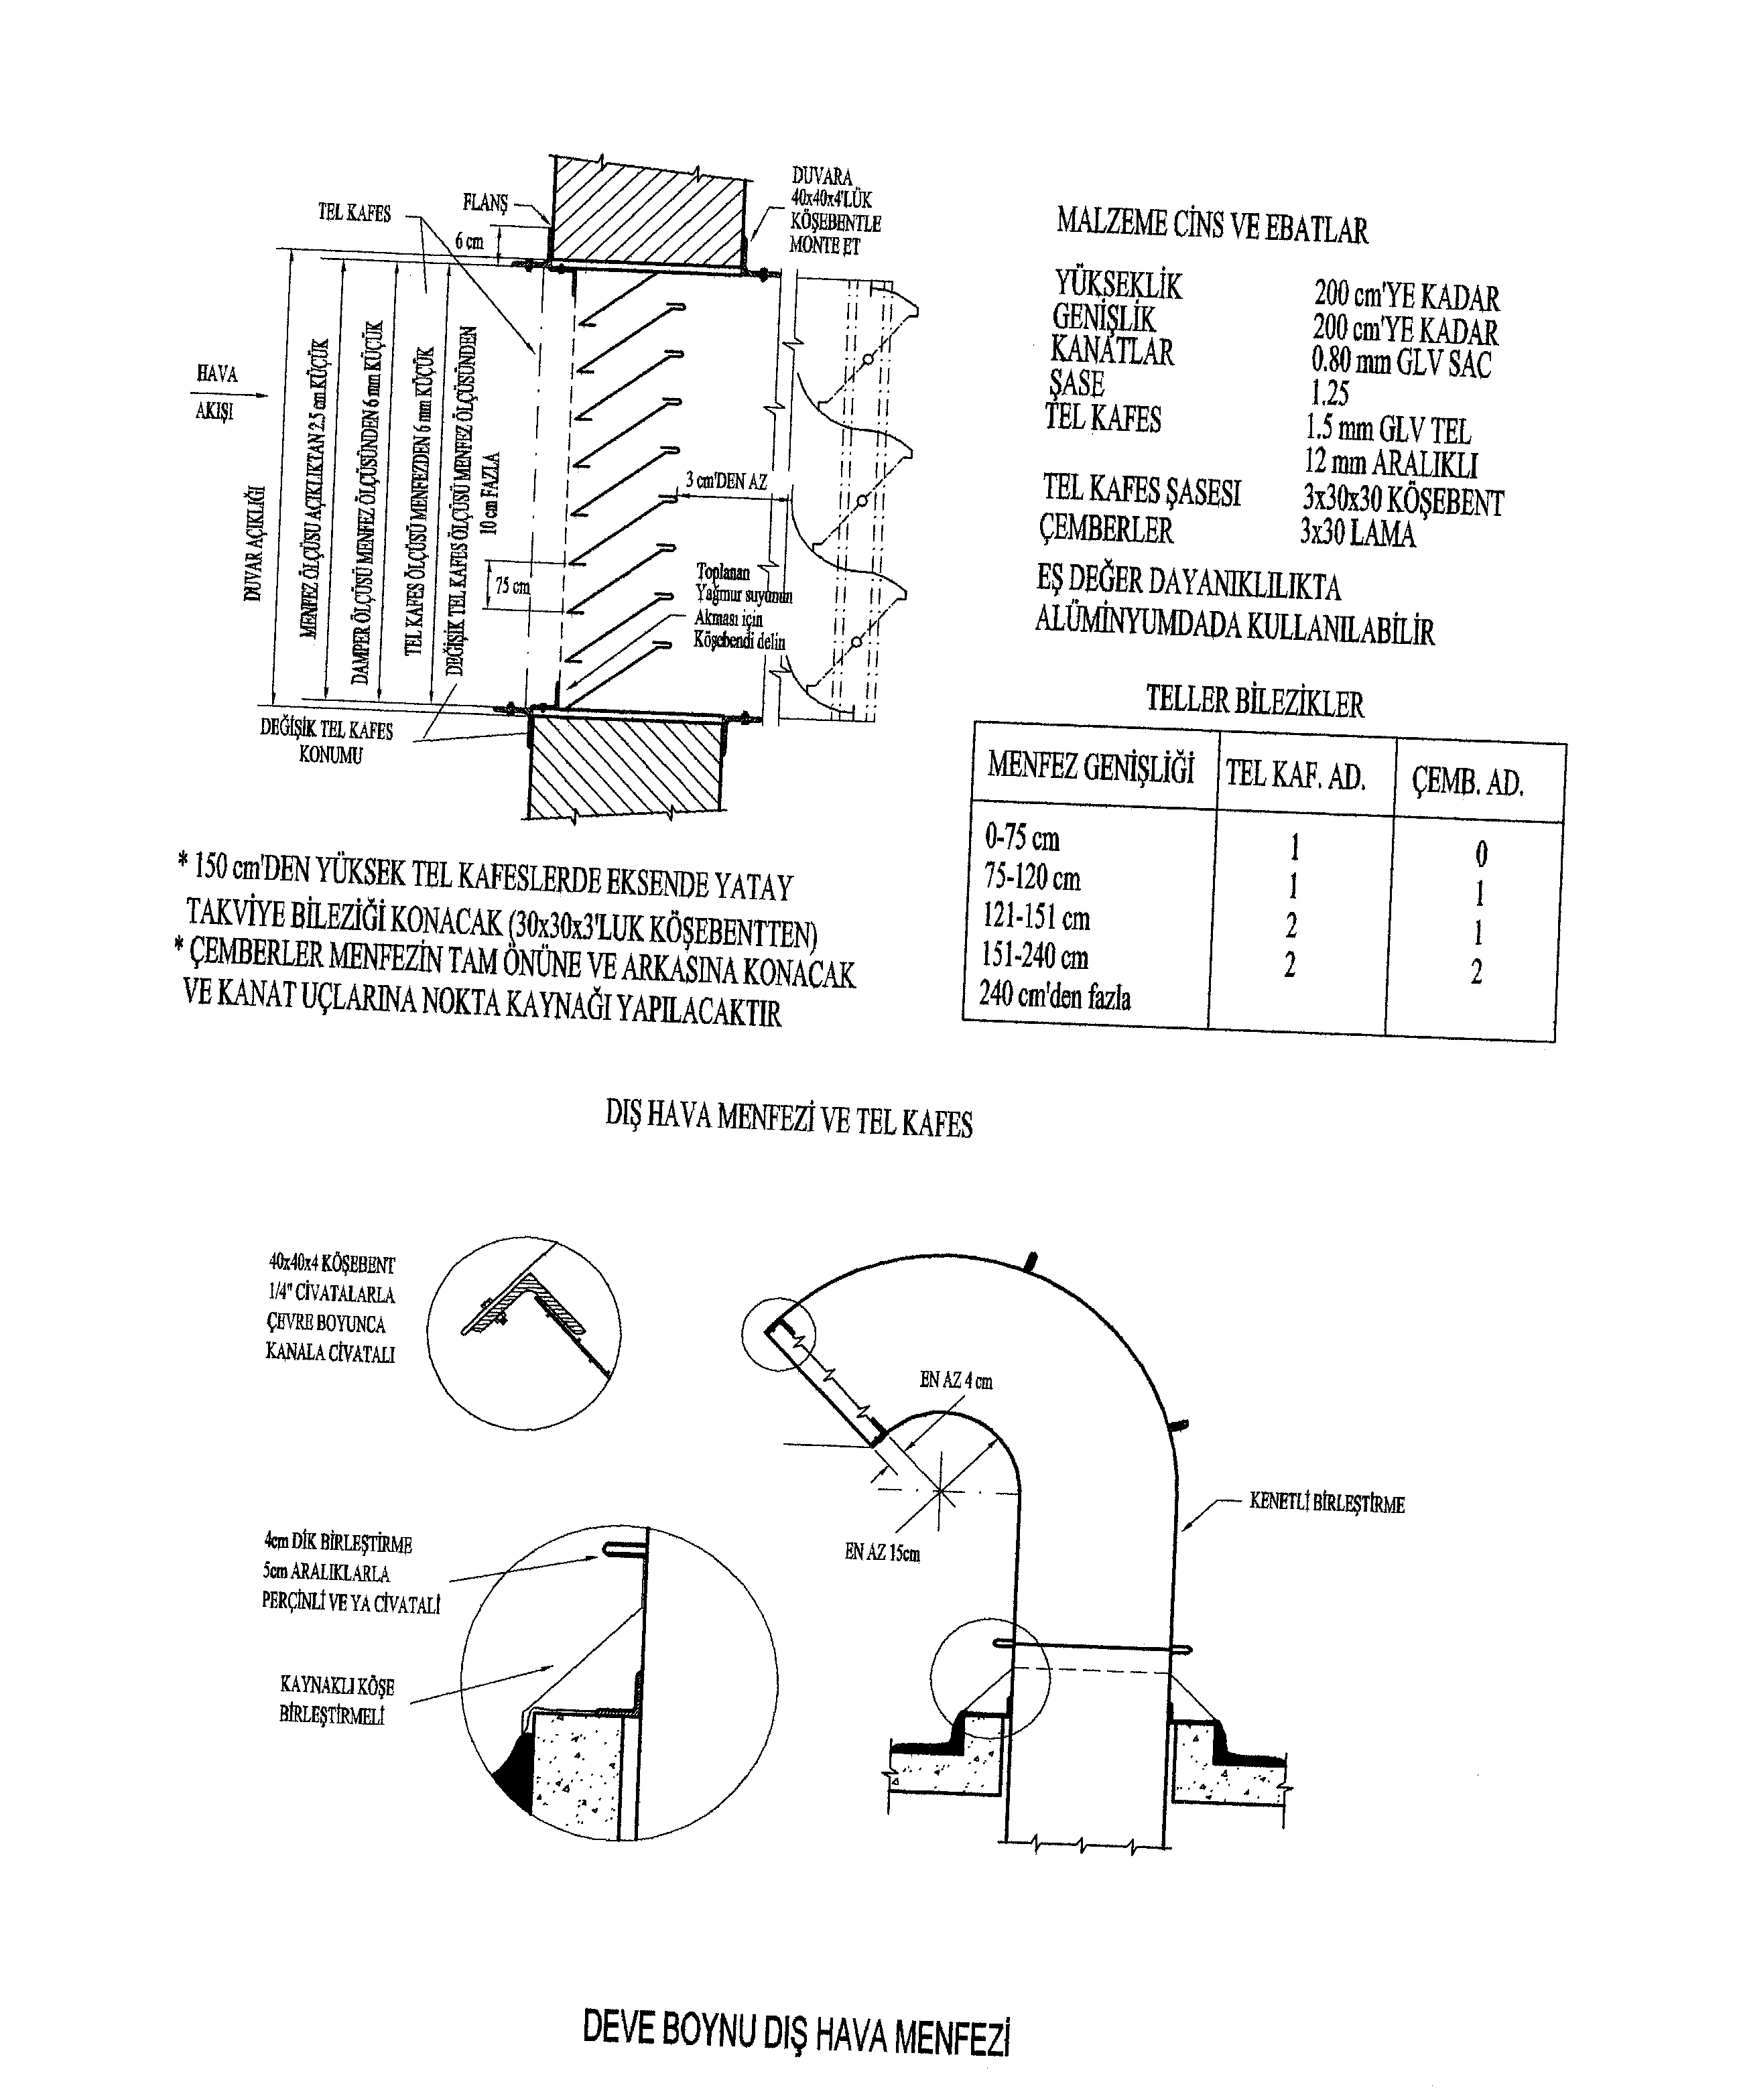 TEL KAFES
FLANŞ
6 cm
DUVARA
40x40x4'LÜK
KÖŞEBENTLE
MONTE ET
HAVA
AKIŞI
DUVAR AÇIKLIĞI
MENFEZ ÖLÇÜSÜ AÇIKLIKTAN 2.5 cm KÜÇÜK
DAMPER ÖLÇÜSÜ MENFEZ ÖLÇÜSÜNDEN 6 mm KÜÇÜK
TEL KAFES ÖLÇÜSÜ MENFEZDEN 6 mm KÜÇÜK
DEĞİŞİK TEL KAFES ÖLÇÜSÜ MENFEZ ÖLÇÜSÜNDEN
10 cm FAZLA
75 cm
3 cm'DEN AZ
Toplanan
Yağmur suyunun
Akması için
Köşebendi delin
DEĞİŞİK TEL KAFES
KONUMU
MALZEME CİNS VE EBATLAR
YÜKSEKLİK 200 cm'YE KADAR
GENİŞLİK 200 cm'YE KADAR
KANATLAR 0.80 mm GLV SAC
ŞASE 1.25
TEL KAFES 1.5 mm GLV TEL
12 mm ARALIKLI
TEL KAFES ŞASESI 3x30x30 KÖŞEBENT
ÇEMBERLER 3x30 LAMA
EŞ DEĞER DAYANIKLILIKTA
ALÜMİNYUMDADA KULLANILABİLİR
TELLER BİLEZİKLER
MENFEZ GENİŞLİĞİ TEL KAF. AD. ÇEMB. AD.
0-75 cm 1 0
75-120 cm 1 1
121-151 cm 2 1
151-240 cm 2 2
240 cm'den fazla
* 150 cm'DEN YÜKSEK TEL KAFESLERDE EKSENDE YATAY
TAKVİYE BİLEZİĞİ KONACAK (30x30x3'LUK KÖŞEBENTTEN)
* ÇEMBERLER MENFEZİN TAM ÖNÜNE VE ARKASINA KONACAK
VE KANAT UÇLARINA NOKTA KAYNAĞI YAPILACAKTIR
DIŞ HAVA MENFEZİ VE TEL KAFES
40x40x4 KÖŞEBENT
1/4" CİVATALARLA
ÇEVRE BOYUNCA
KANALA CİVATALI
EN AZ 4 cm
EN AZ 15cm
KENETLİ BİRLEŞTİRME
4cm DİK BİRLEŞTİRME
5cm ARALIKLARLA
PERÇİNLİ VE YA CİVATALİ
KAYNAKLI KÖŞE
BİRLEŞTİRMELİ
DEVE BOYNU DIŞ HAVA MENFEZİ